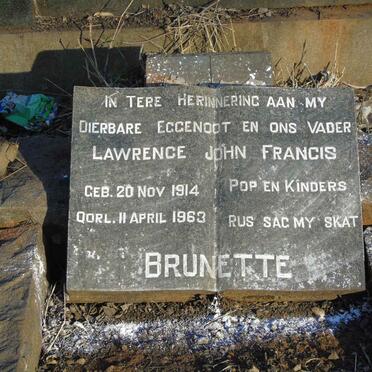 IN TERE HERINNERING AAN MY
DIERBARE EGGENOOT EN ONS VADER
LAWRENCE JOHN FRANCIS
GEB. 20 NOV 1914
POP EN KINDERS
OORL. 11 APRIL 1963
RUS SAG MY SKAT
BRUNETTE